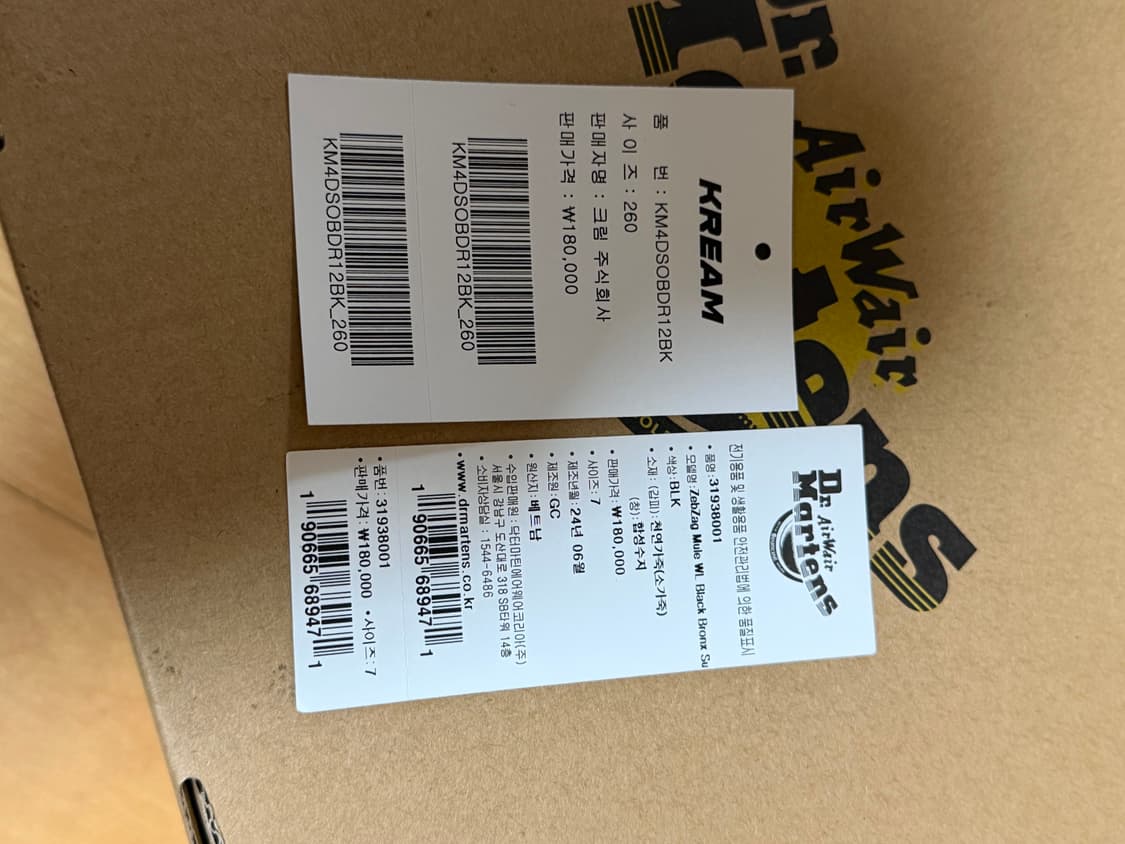 Dr.
AirWair
KREAM
품 번 : KM4DSOBDR12BK
사 이 즈 : 260
판매자명 : 크림 주식회사
판매가격 : ₩180,000
KM4DSOBDR12BK_260
KM4DSOBDR12BK_260
Dr. AirWair
Martens
전기용품 및 생활용품 안전관리법에 의한 품질표시
• 품명 : 31938001
• 모델명 : ZebZag Mule WL Black Bronx Su
• 색상 : BLK
• 소재 : (갑피) : 천연가죽(소가죽)
(창) : 합성수지
• 판매가격 : ₩180,000
• 사이즈 : 7
• 제조년월 : 24년 06월
• 제조원 : GC
• 원산지 : 베트남
• 수입판매원 : 닥터마틴에어웨어코리아(주)
서울시 강남구 도산대로 318 SB타워 14층
• 소비자상담실 : 1544-6486
• www.drmartens.co.kr
1 90665 68947 1
• 품번 : 31938001
• 판매가격 : ₩180,000 • 사이즈 : 7
1 90665 68947 1